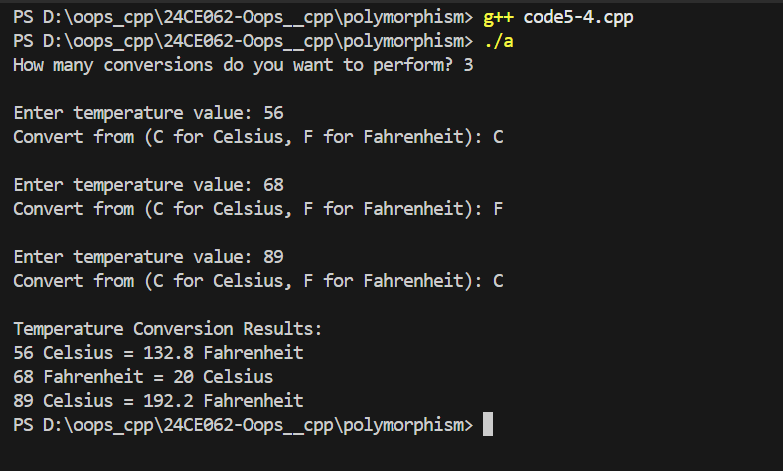 PS D:\oops_cpp\24CE062-Oops__cpp\polymorphism> g++ code5-4.cpp
PS D:\oops_cpp\24CE062-Oops__cpp\polymorphism> ./a
How many conversions do you want to perform? 3
Enter temperature value: 56
Convert from (C for Celsius, F for Fahrenheit): C
Enter temperature value: 68
Convert from (C for Celsius, F for Fahrenheit): F
Enter temperature value: 89
Convert from (C for Celsius, F for Fahrenheit): C
Temperature Conversion Results:
56 Celsius = 132.8 Fahrenheit
68 Fahrenheit = 20 Celsius
89 Celsius = 192.2 Fahrenheit
PS D:\oops_cpp\24CE062-Oops__cpp\polymorphism>